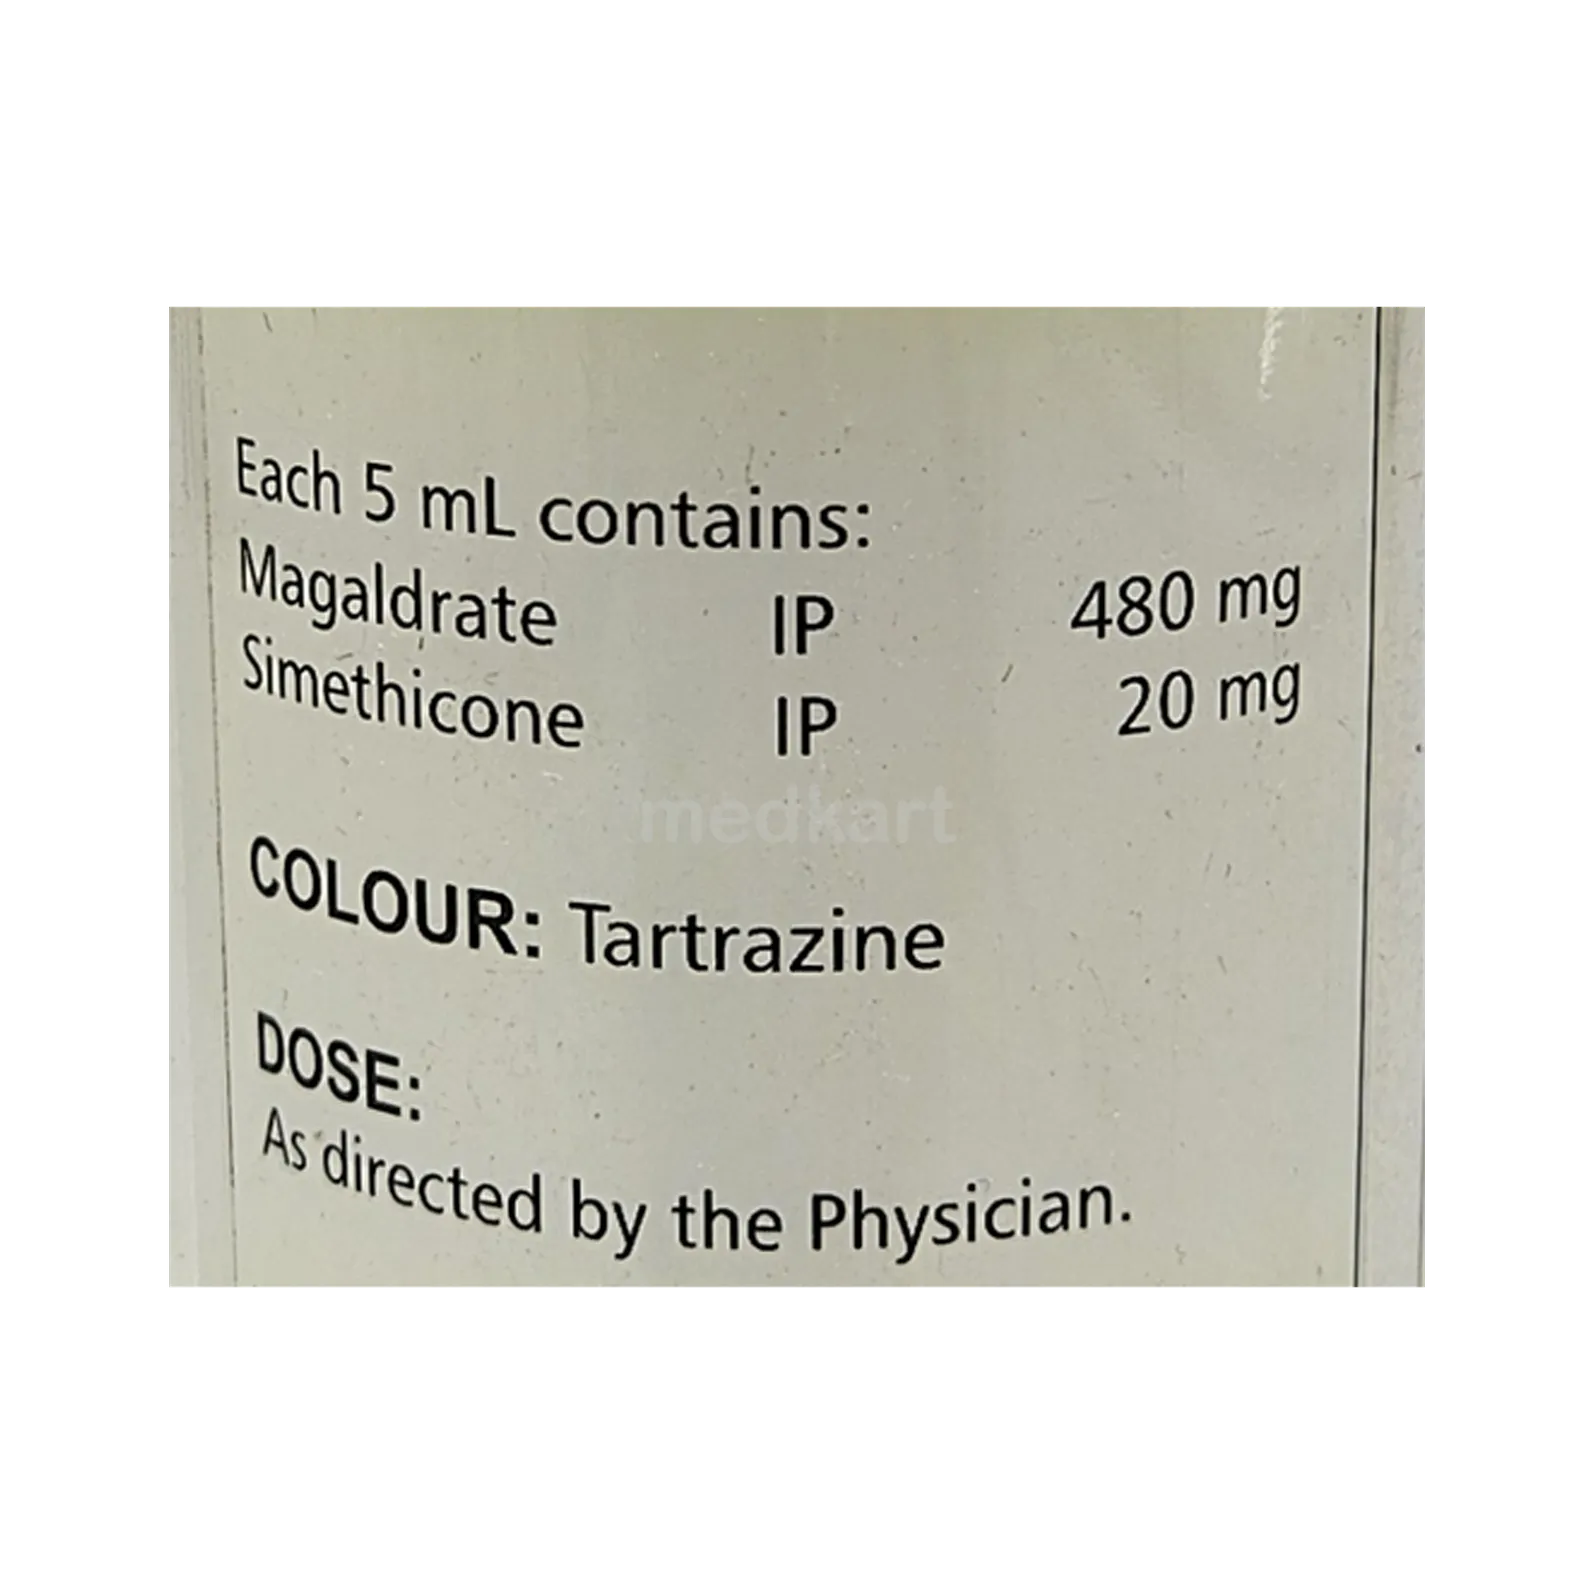 Each 5 mL contains:
Magaldrate IP 480 mg
Simethicone IP 20 mg
medkart
COLOUR: Tartrazine
DOSE:
As directed by the Physician.